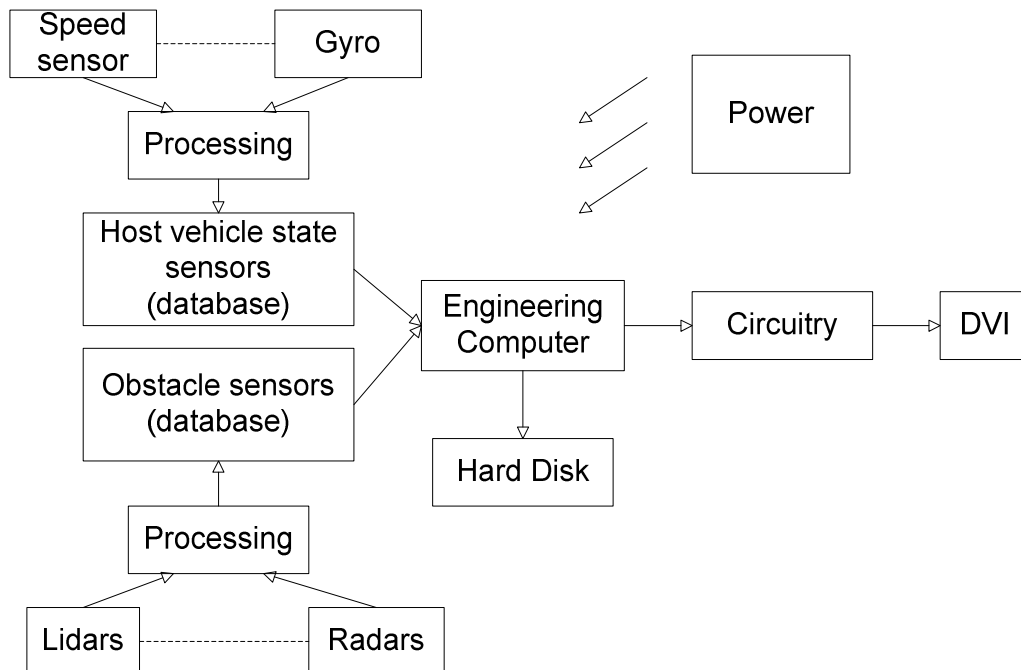 Speed
sensor
Gyro
Power
Processing
Host vehicle state
sensors
(database)
Engineering
Computer
Circuitry
DVI
Obstacle sensors
(database)
Hard Disk
Processing
Lidars
Radars